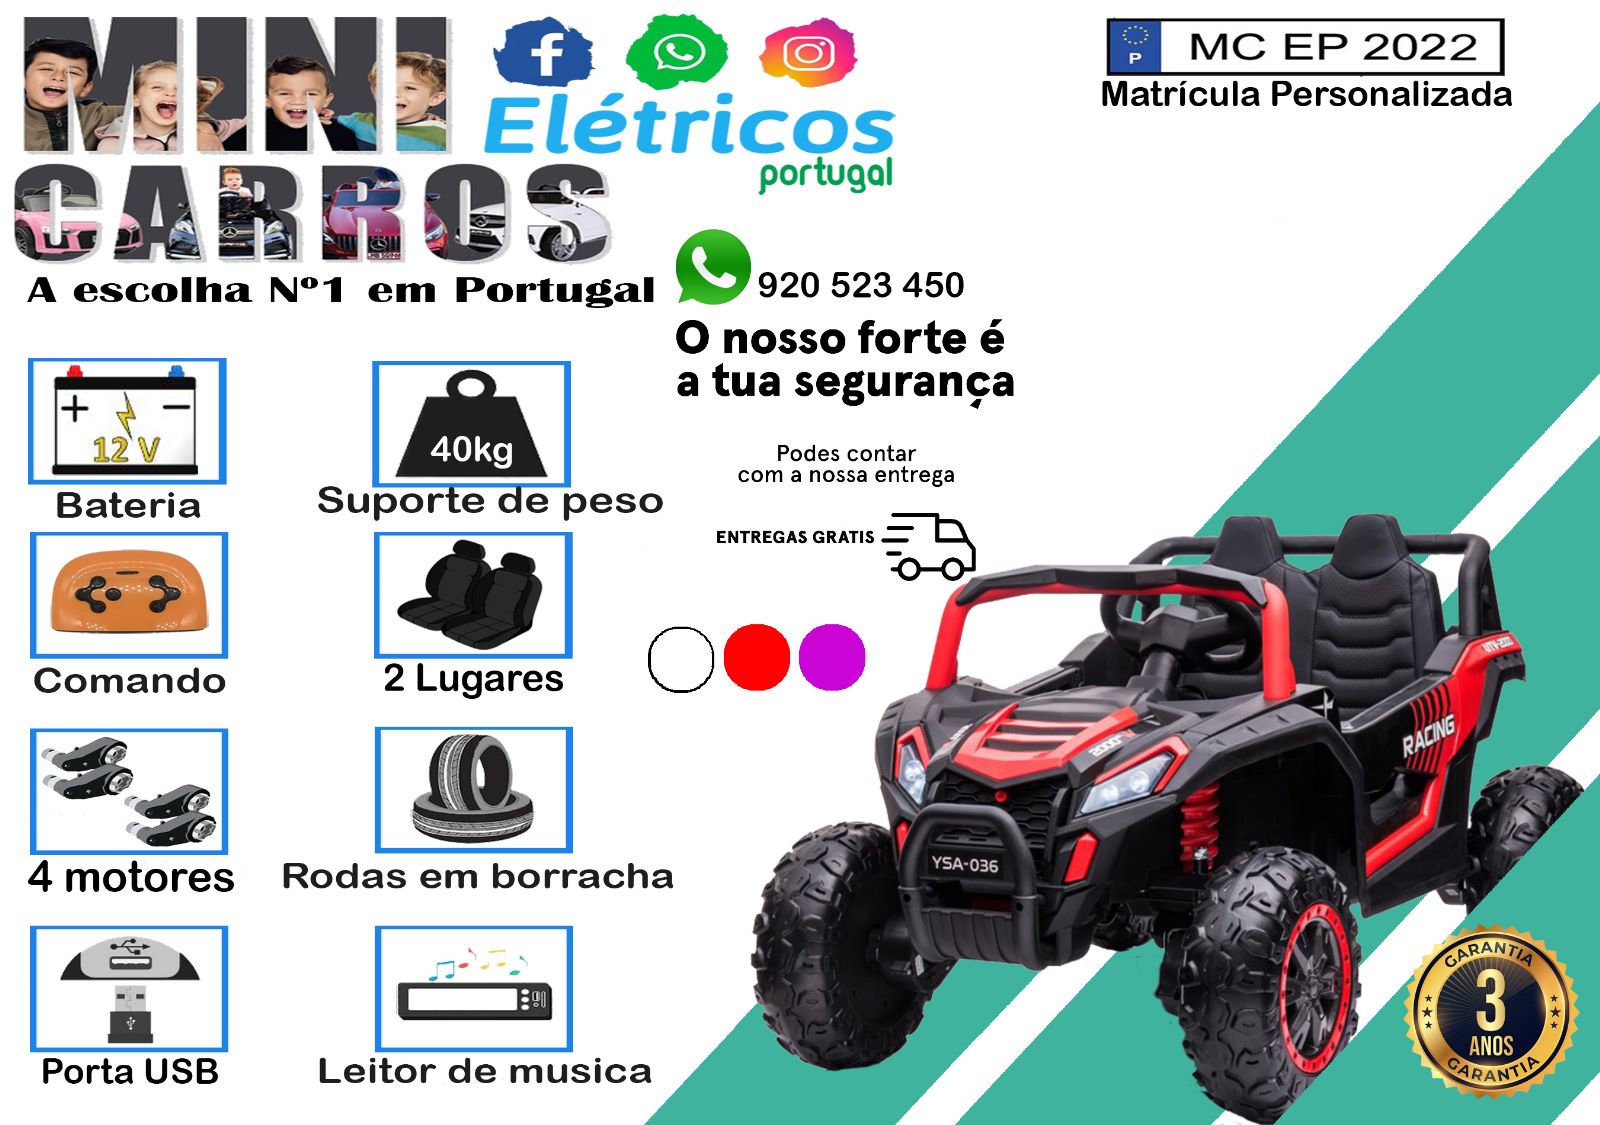 MINI
CARROS
Elétricos
portugal
A escolha Nº1 em Portugal
P
MC EP 2022
Matrícula Personalizada
920 523 450
O nosso forte é
a tua segurança
Podes contar
com a nossa entrega
ENTREGAS GRATIS
+ −
12 V
Bateria
40kg
Suporte de peso
Comando
2 Lugares
4 motores
Rodas em borracha
Porta USB
Leitor de musica
UTV-2000
RACING
YSA-036
GARANTIA
3
ANOS
GARANTIA